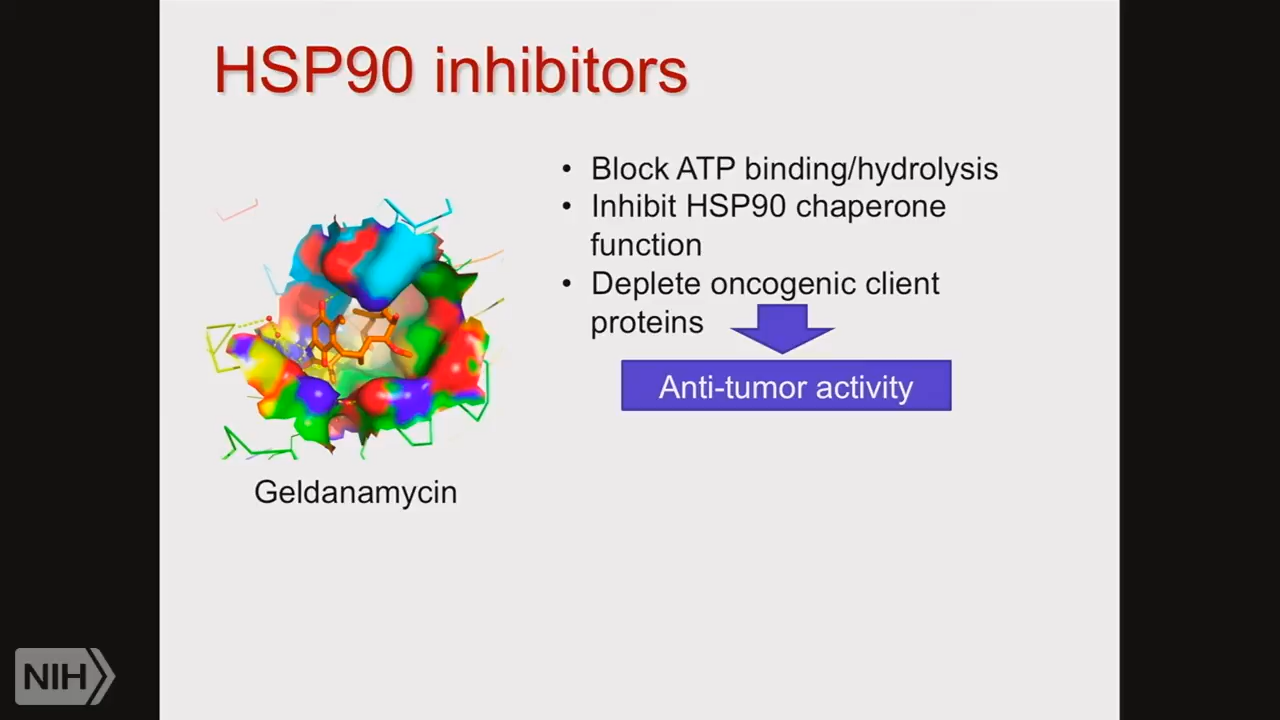 HSP90 inhibitors
• Block ATP binding/hydrolysis
• Inhibit HSP90 chaperone
function
• Deplete oncogenic client
proteins
Anti-tumor activity
Geldanamycin
NIH